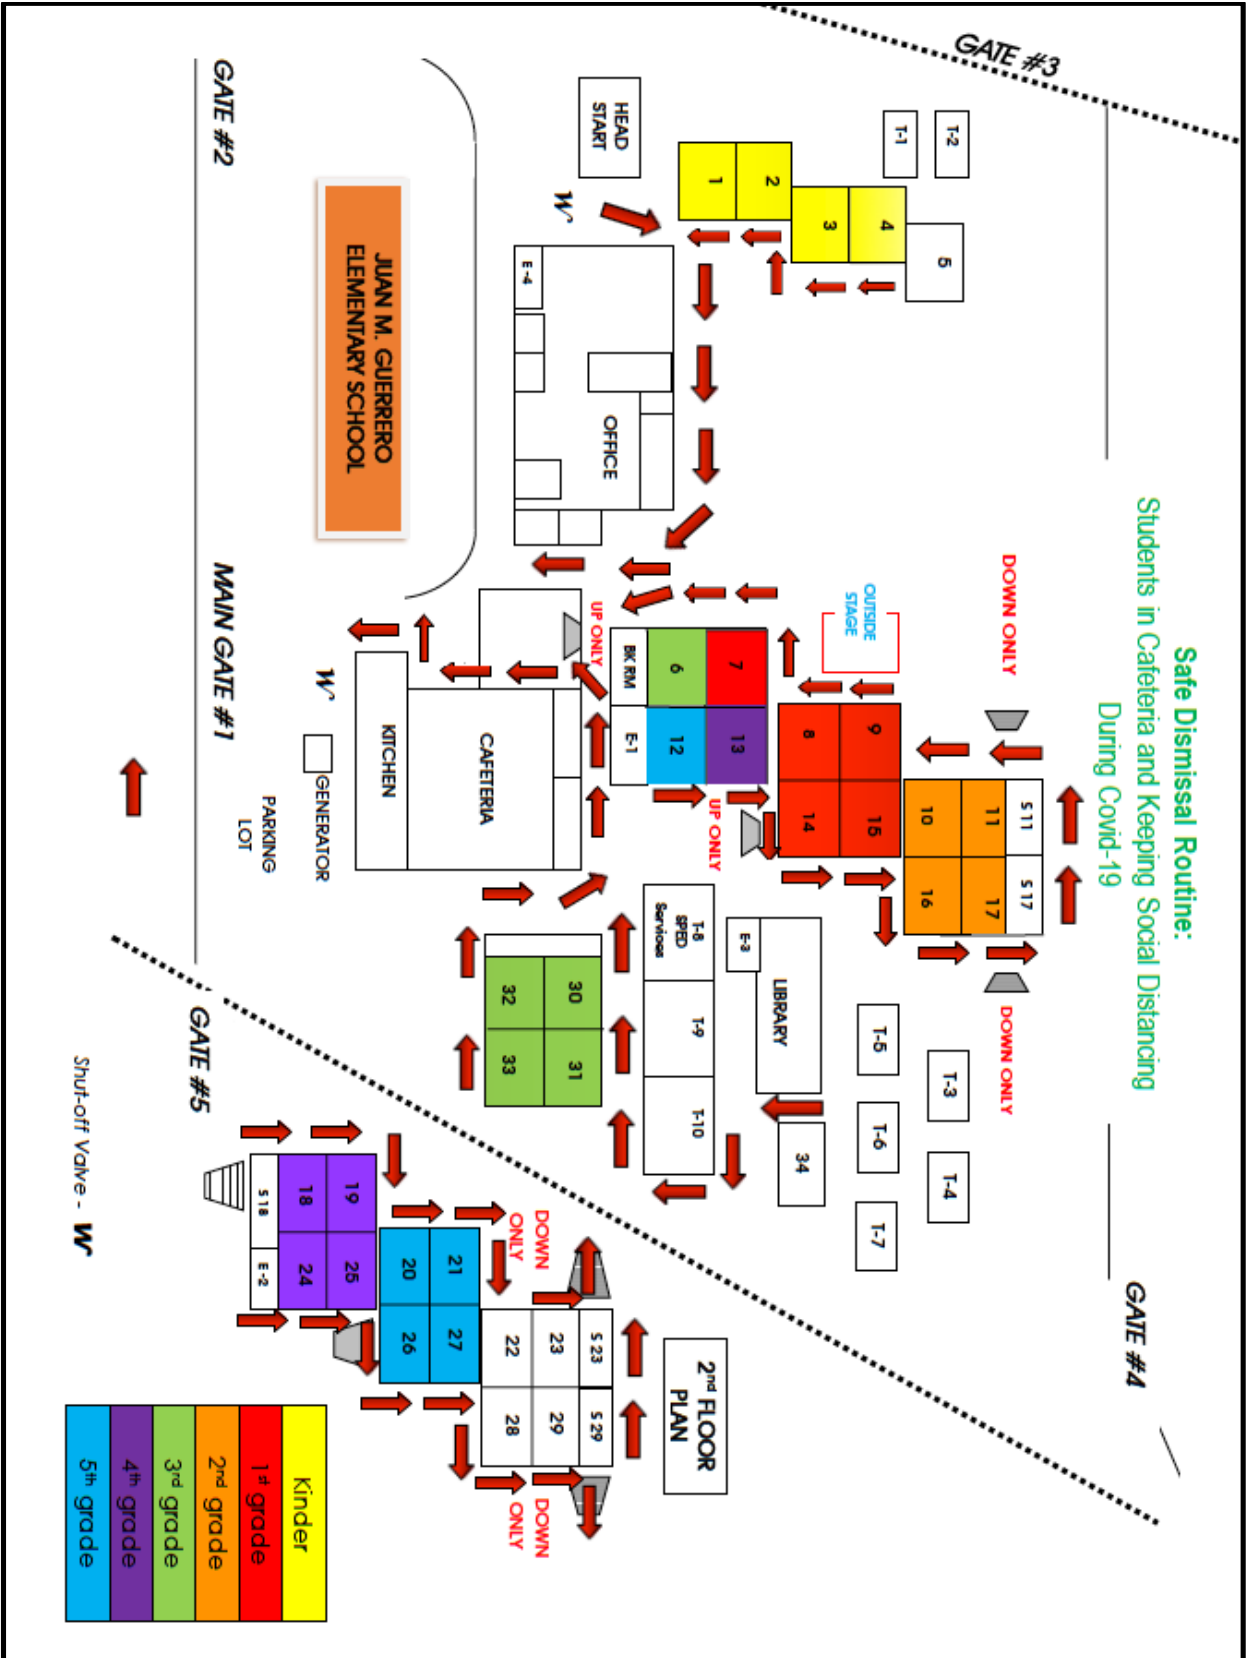 Safe Dismissal Routine:
Students in Cafeteria and Keeping Social Distancing
During Covid-19
GATE #3
GATE #4
T-2
T-1
5
4
3
2
1
HEAD
START
W
E-4
OFFICE
DOWN ONLY
OUTSIDE
STAGE
UP ONLY
BK RM
6
7
E-1
12
13
8
9
14
15
UP ONLY
10
11
S 11
16
17
S 17
DOWN ONLY
T-8
SPED
Services
T-9
T-10
E-3
LIBRARY
34
T-5
T-3
T-6
T-4
T-7
CAFETERIA
KITCHEN
W
GENERATOR
PARKING
LOT
30
32
31
33
GATE #2
JUAN M. GUERRERO
ELEMENTARY SCHOOL
MAIN GATE #1
GATE #5
Shut-off Valve - W
2nd FLOOR
PLAN
S 18
18
19
E-2
24
25
20
21
26
27
DOWN
ONLY
22
23
S 23
28
29
S 29
DOWN
ONLY
Kinder
1st grade
2nd grade
3rd grade
4th grade
5th grade